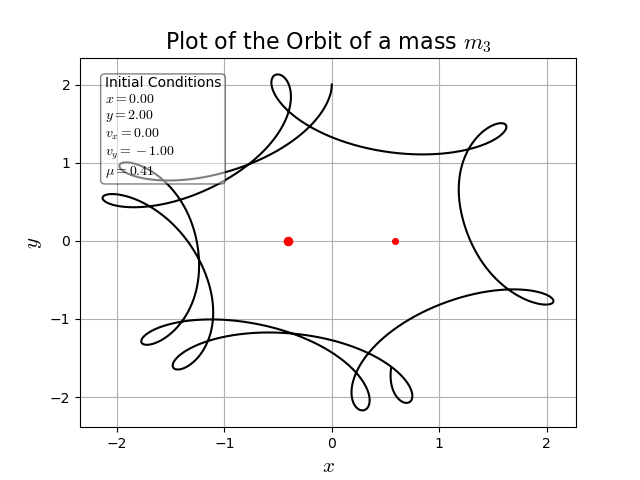 Plot of the Orbit of a mass m₃
Initial Conditions
x = 0.00
y = 2.00
vₓ = 0.00
v_y = −1.00
μ = 0.41
2
1
0
−1
−2
y
−2 −1 0 1 2
x